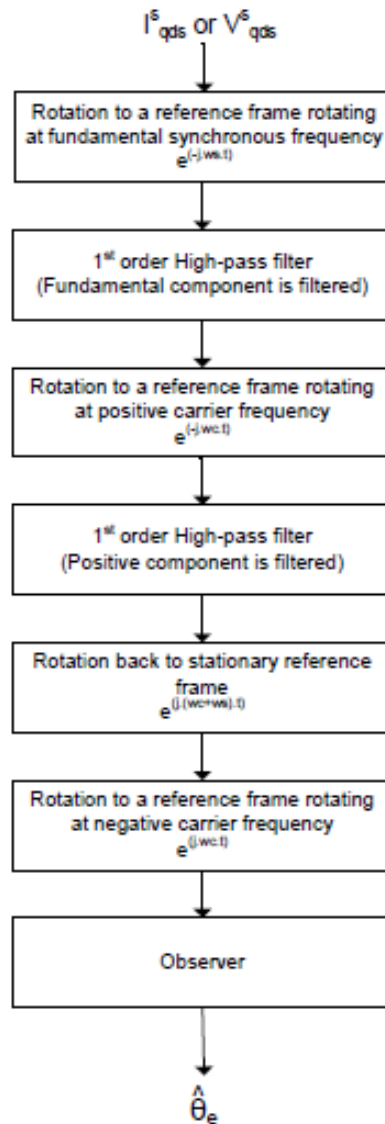 I^s_qds or V^s_qds
Rotation to a reference frame rotating
at fundamental synchronous frequency
e^(-j.ws.t)
1st order High-pass filter
(Fundamental component is filtered)
Rotation to a reference frame rotating
at positive carrier frequency
e^(-j.wc.t)
1st order High-pass filter
(Positive component is filtered)
Rotation back to stationary reference
frame
e^(j.(wc+ws).t)
Rotation to a reference frame rotating
at negative carrier frequency
e^(j.wc.t)
Observer
θ̂_e